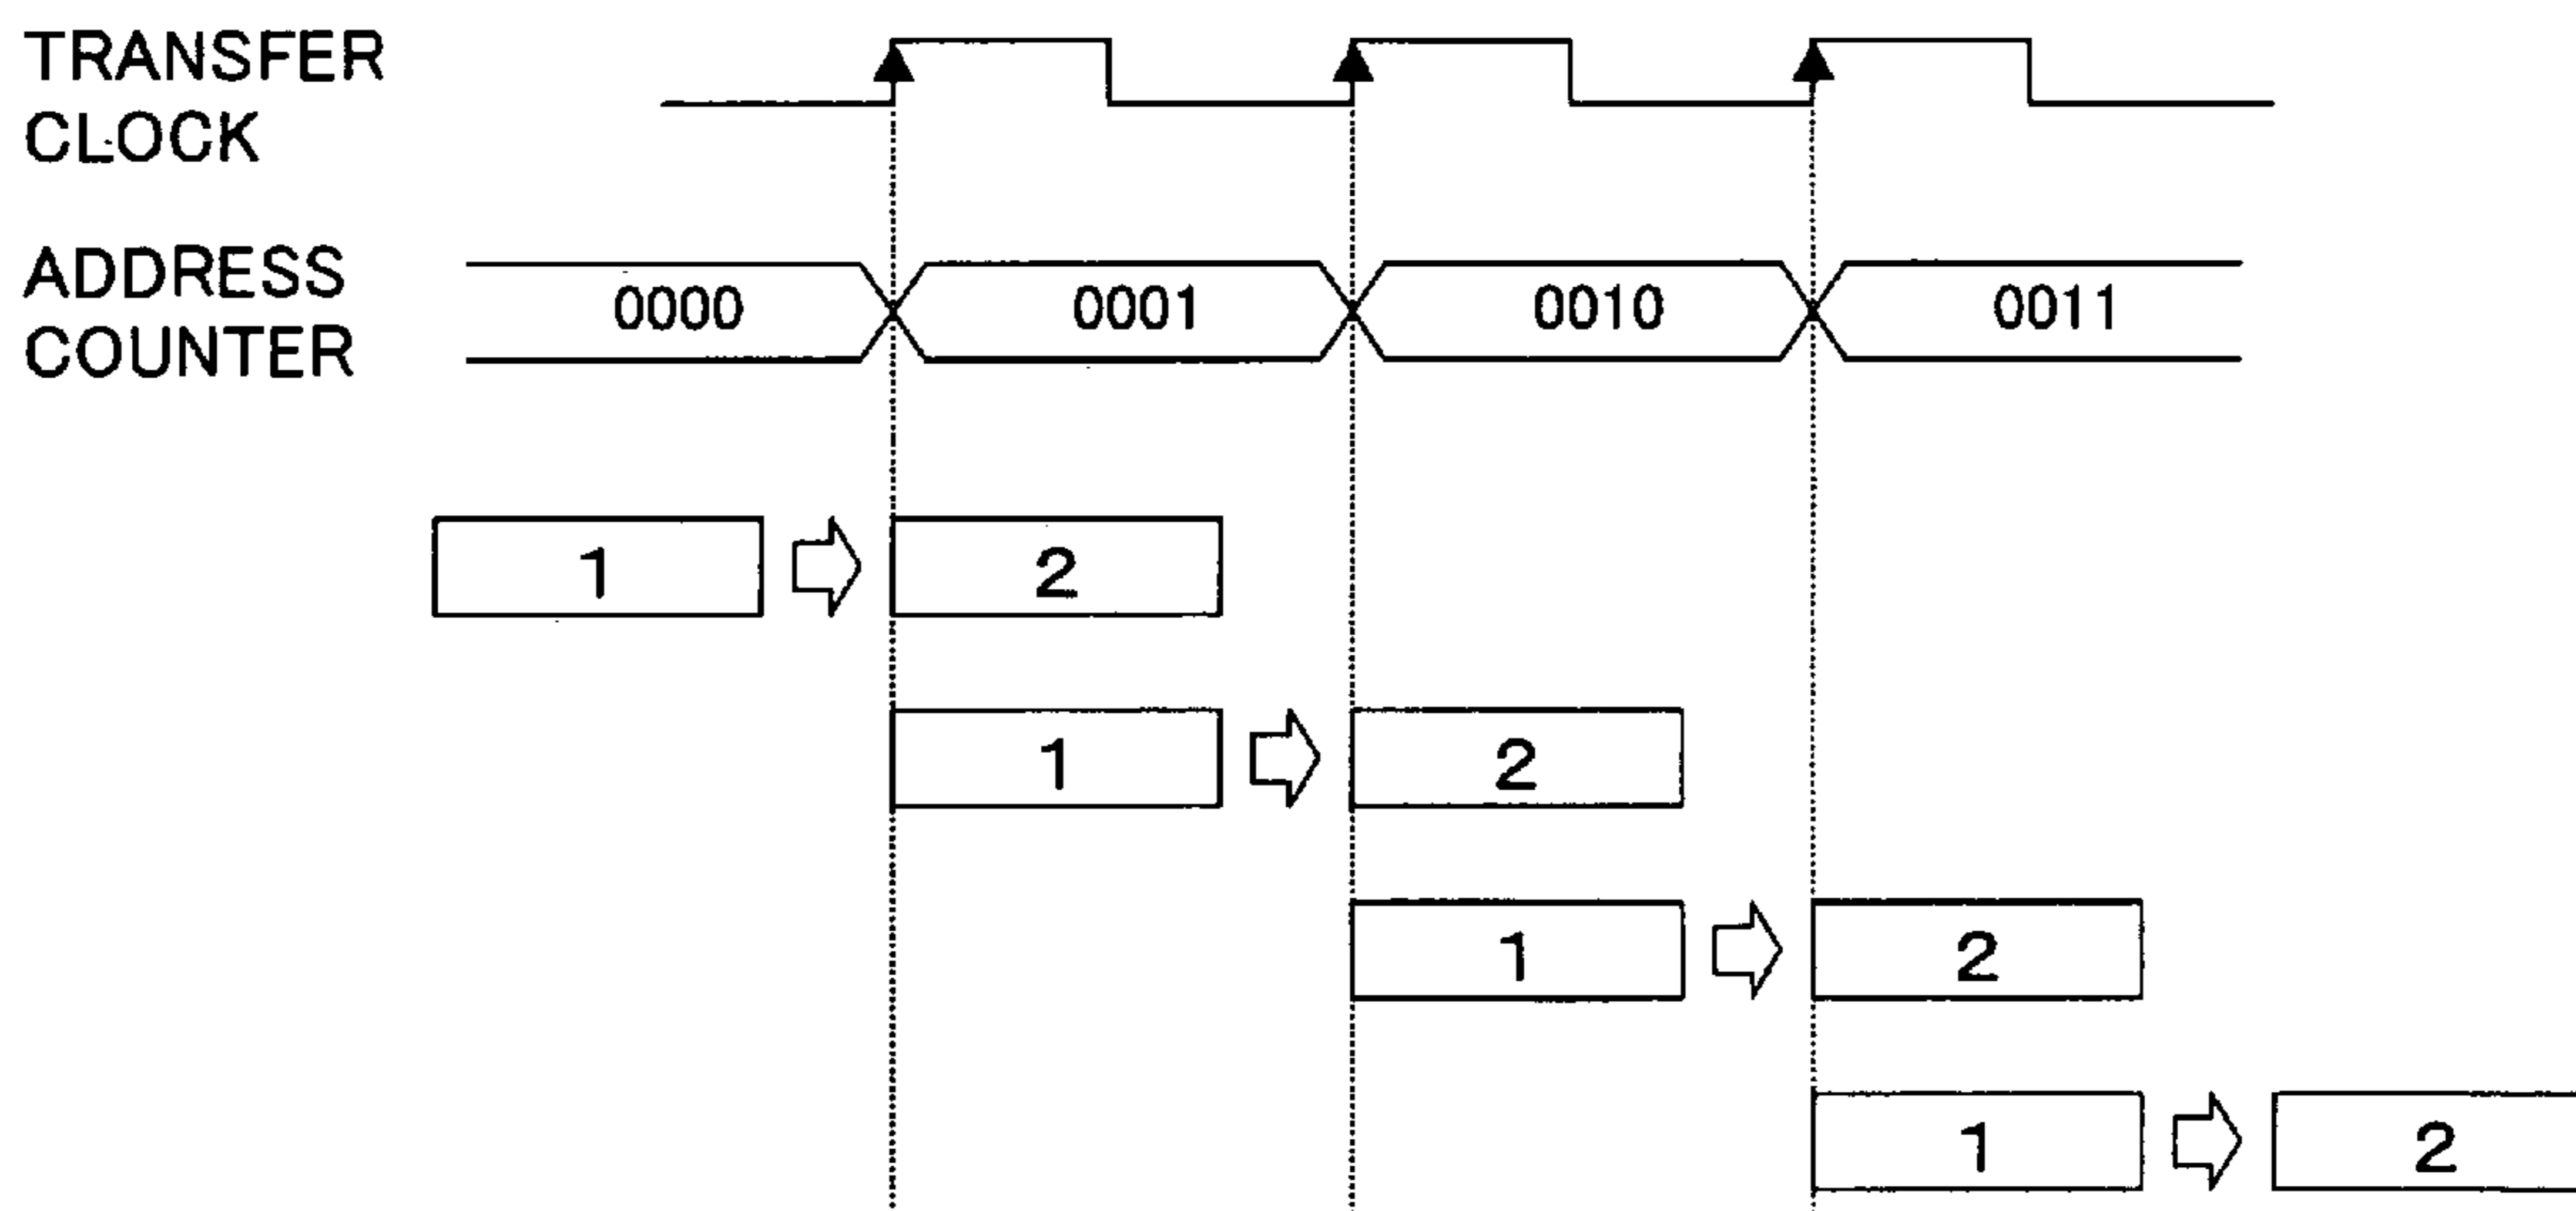 TRANSFER
CLOCK
ADDRESS
COUNTER
0000 0001 0010 0011
1 2
1 2
1 2
1 2